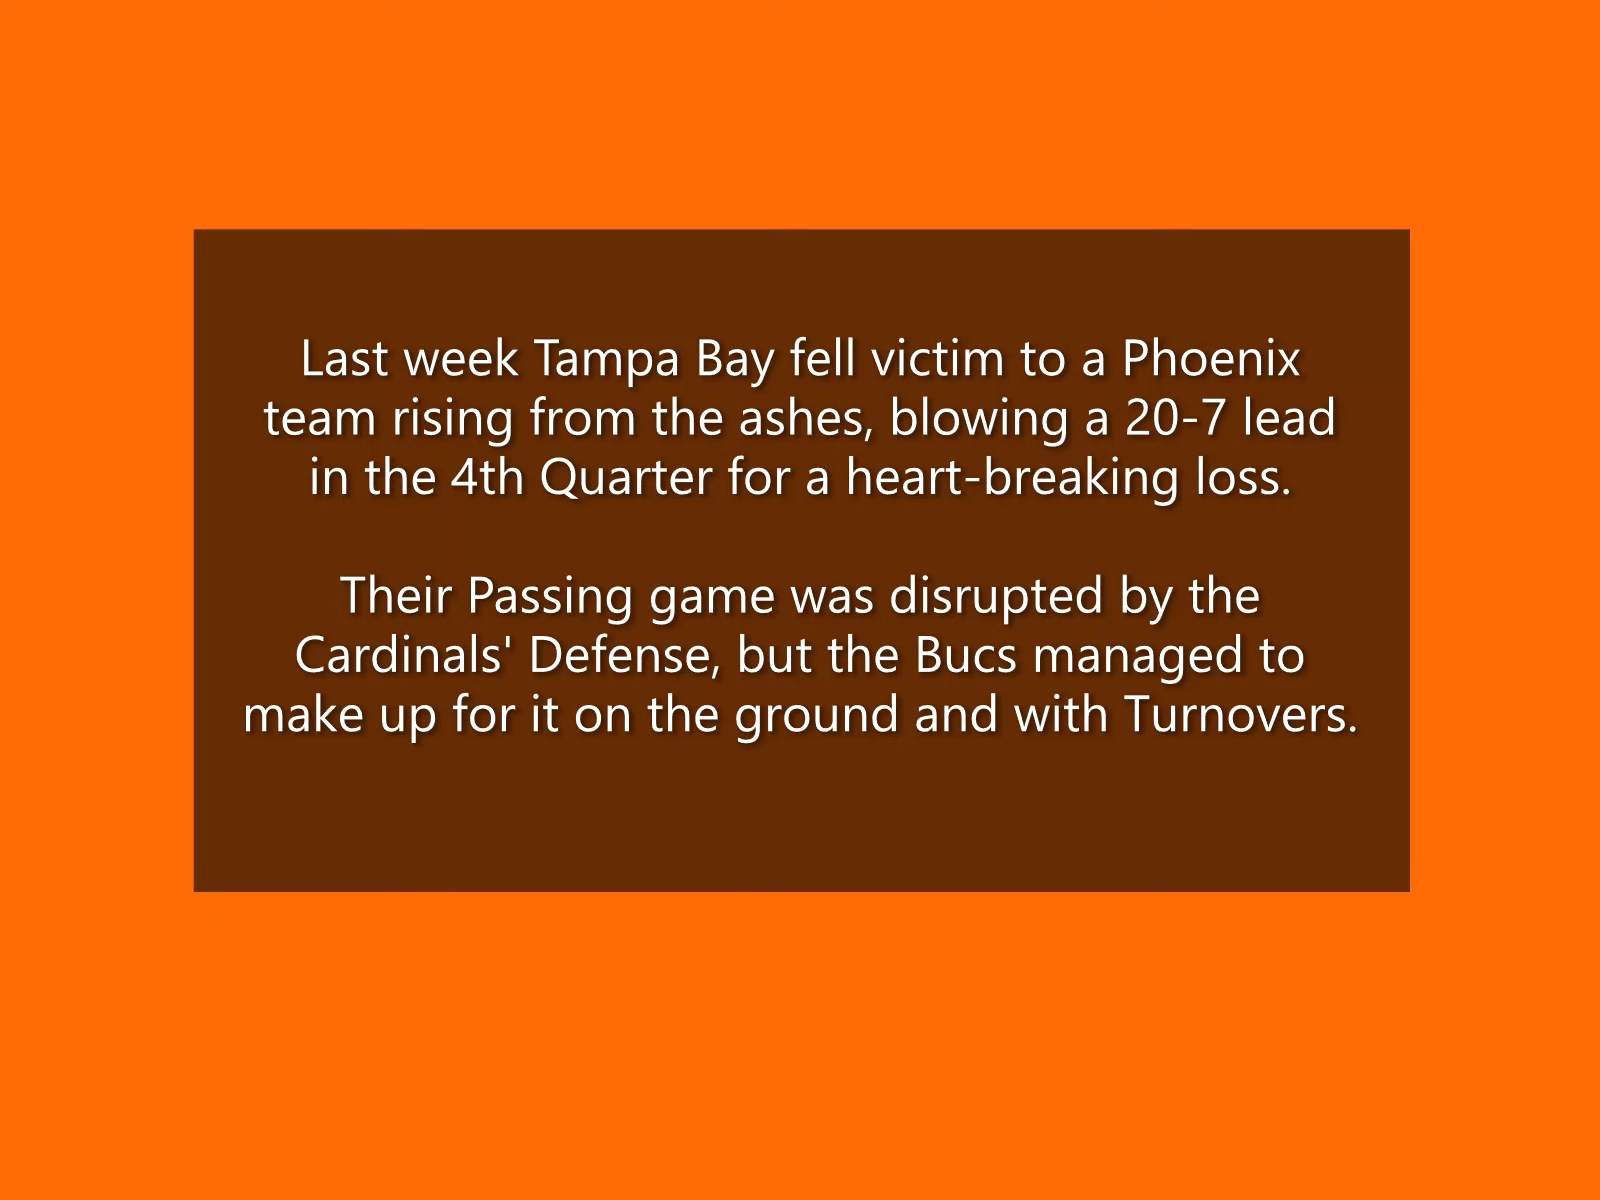 Last week Tampa Bay fell victim to a Phoenix
team rising from the ashes, blowing a 20-7 lead
in the 4th Quarter for a heart-breaking loss.
Their Passing game was disrupted by the
Cardinals' Defense, but the Bucs managed to
make up for it on the ground and with Turnovers.